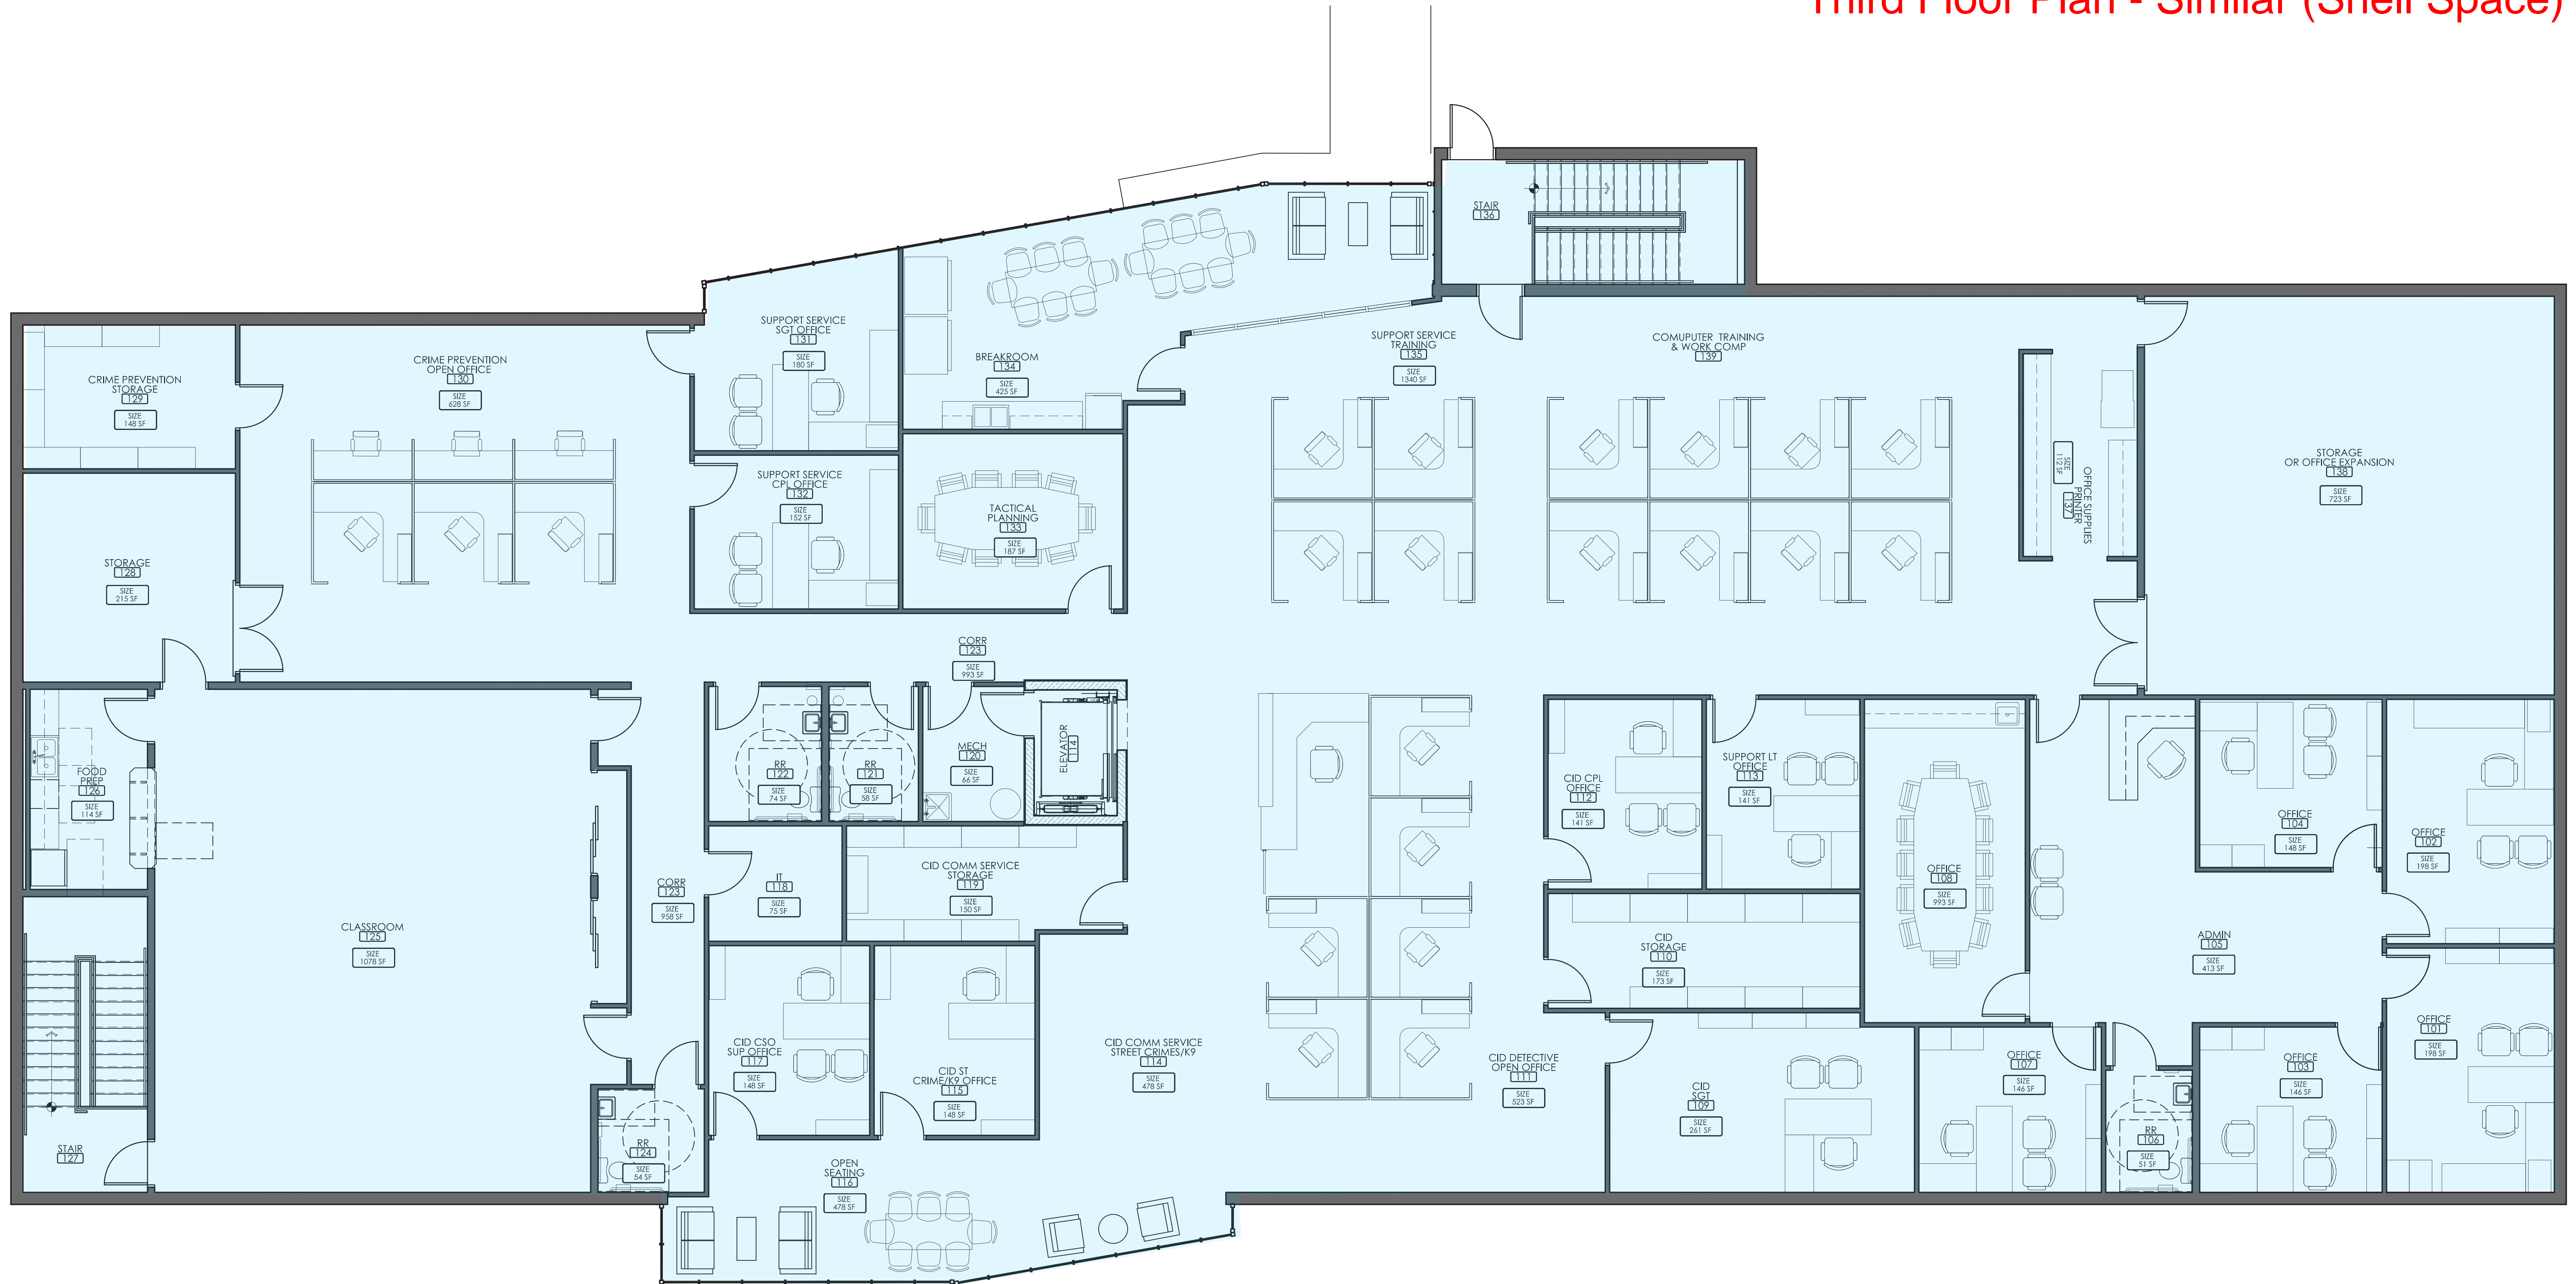 Third Floor Plan - Similar (Shell Space)
STAIR
136
SUPPORT SERVICE
SGT OFFICE
131
SIZE
180 SF
BREAKROOM
134
SIZE
425 SF
SUPPORT SERVICE
TRAINING
135
SIZE
1340 SF
COMUPUTER TRAINING
& WORK COMP
139
CRIME PREVENTION
STORAGE
129
SIZE
148 SF
CRIME PREVENTION
OPEN OFFICE
130
SIZE
628 SF
SUPPORT SERVICE
CPL OFFICE
132
SIZE
152 SF
TACTICAL
PLANNING
133
SIZE
187 SF
OFFICE SUPPLIES
PRINTER
137
SIZE
112 SF
STORAGE
OR OFFICE EXPANSION
138
SIZE
723 SF
STORAGE
128
SIZE
215 SF
CORR
123
SIZE
993 SF
FOOD
PREP
126
SIZE
114 SF
RR
122
SIZE
74 SF
RR
121
SIZE
58 SF
MECH
120
SIZE
66 SF
ELEVATOR
114
CID CPL
OFFICE
112
SIZE
141 SF
SUPPORT LT
OFFICE
113
SIZE
141 SF
OFFICE
108
SIZE
993 SF
OFFICE
104
SIZE
148 SF
OFFICE
102
SIZE
198 SF
CLASSROOM
125
SIZE
1078 SF
CORR
123
SIZE
958 SF
IT
118
SIZE
75 SF
CID COMM SERVICE
STORAGE
119
SIZE
150 SF
CID
STORAGE
110
SIZE
173 SF
ADMIN
105
SIZE
413 SF
STAIR
127
RR
124
SIZE
54 SF
CID CSO
SUP OFFICE
117
SIZE
148 SF
CID ST
CRIME/K9 OFFICE
115
SIZE
148 SF
CID COMM SERVICE
STREET CRIMES/K9
114
SIZE
478 SF
CID DETECTIVE
OPEN OFFICE
111
SIZE
523 SF
CID
SGT
109
SIZE
261 SF
OFFICE
107
SIZE
146 SF
RR
106
SIZE
51 SF
OFFICE
103
SIZE
146 SF
OFFICE
101
SIZE
198 SF
OPEN
SEATING
116
SIZE
478 SF